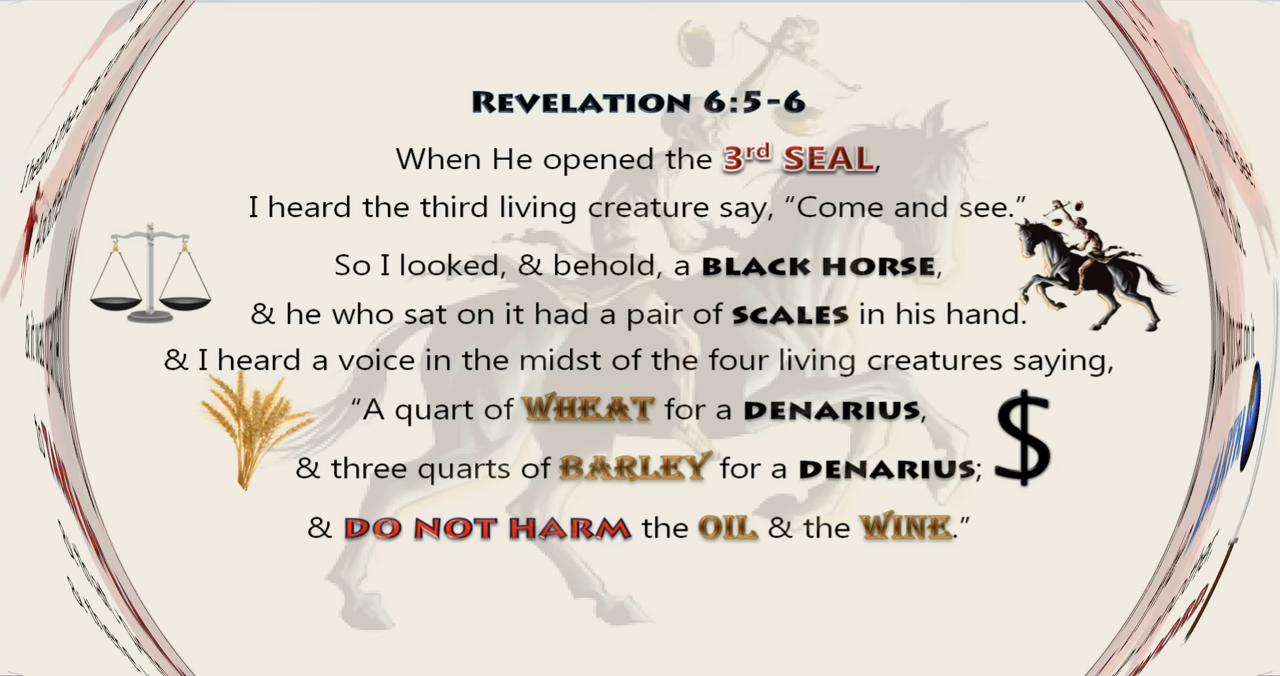 Revelation 6:5-6
When He opened the 3rd SEAL,
I heard the third living creature say, “Come and see.”
So I looked, & behold, a BLACK HORSE,
& he who sat on it had a pair of SCALES in his hand.
& I heard a voice in the midst of the four living creatures saying,
“A quart of WHEAT for a DENARIUS,
& three quarts of BARLEY for a DENARIUS;
$
& DO NOT HARM the OIL & the WINE.”